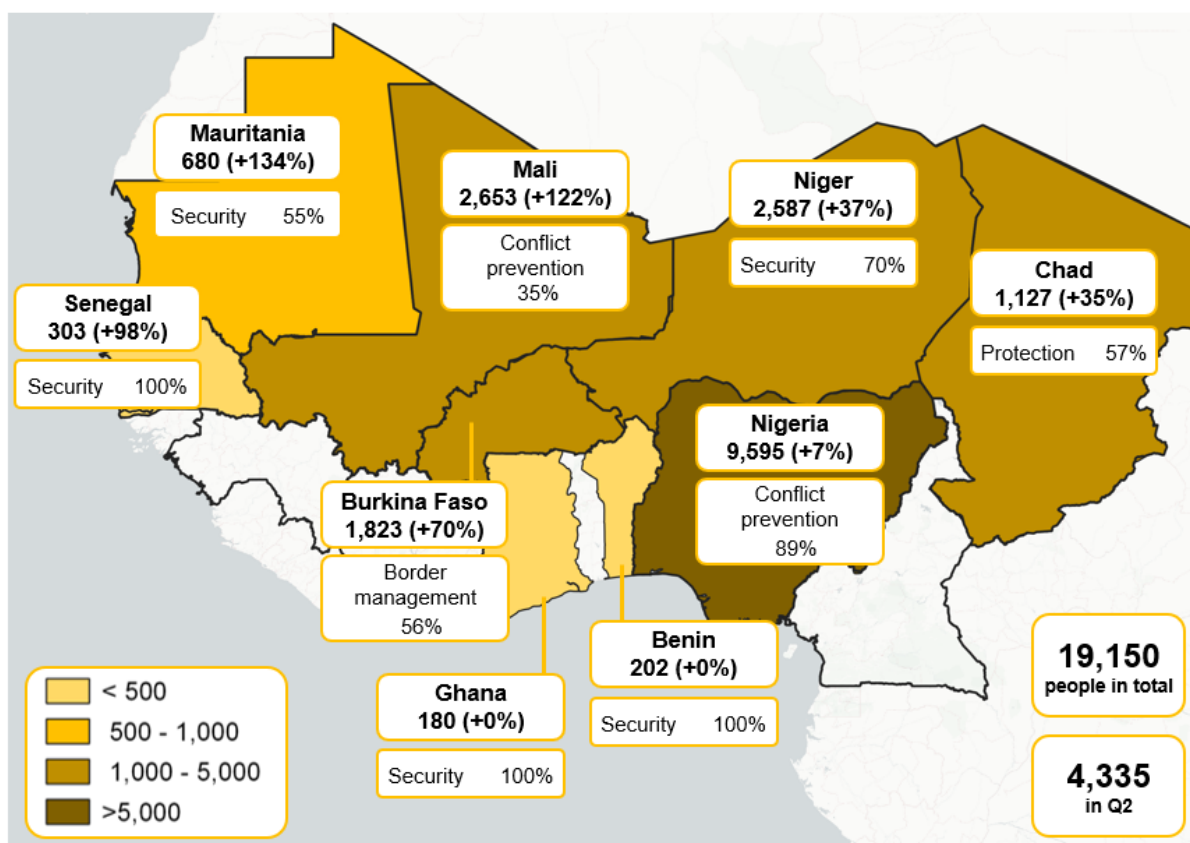 Mauritania
680 (+134%)
Security 55%
Mali
2,653 (+122%)
Conflict
prevention
35%
Niger
2,587 (+37%)
Security 70%
Chad
1,127 (+35%)
Protection 57%
Senegal
303 (+98%)
Security 100%
Nigeria
9,595 (+7%)
Conflict
prevention
89%
Burkina Faso
1,823 (+70%)
Border
management
56%
Benin
202 (+0%)
Security 100%
Ghana
180 (+0%)
Security 100%
< 500
500 - 1,000
1,000 - 5,000
>5,000
19,150
people in total
4,335
in Q2